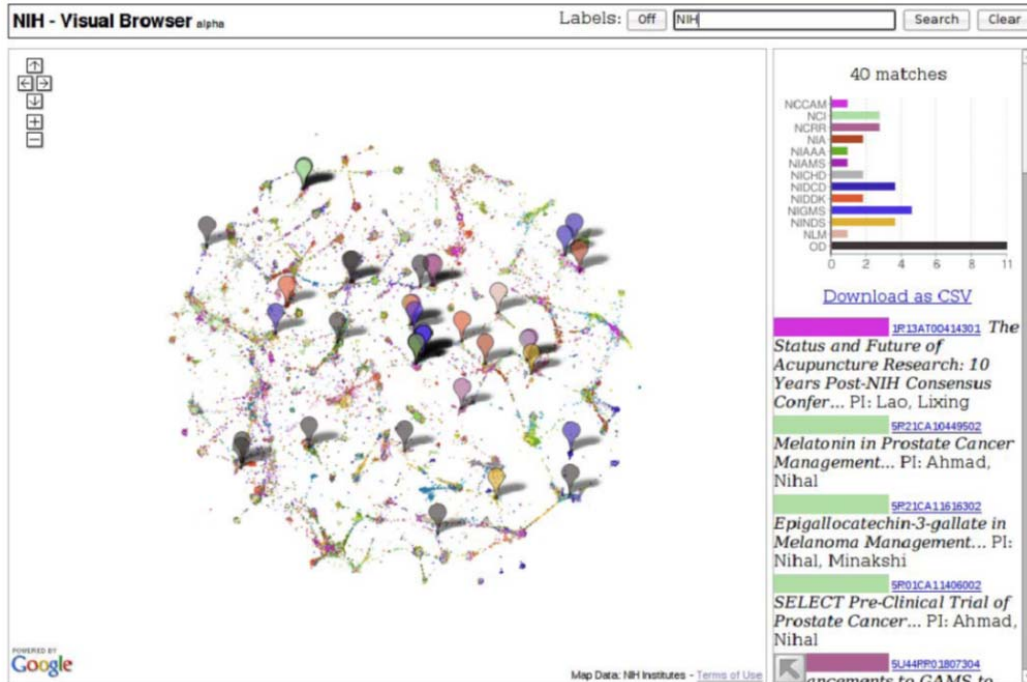 NIH - Visual Browser alpha
Labels: Off NIH Search Clear
40 matches
NCCAM
NCI
NCRR
NIA
NIAAA
NIAMS
NICHD
NIDCD
NIDDK
NIGMS
NINDS
NLM
OD
0 2 4 6 8 11
Download as CSV
1R13AT00414301 The
Status and Future of
Acupuncture Research: 10
Years Post-NIH Consensus
Confer... PI: Lao, Lixing
5R21CA10449502
Melatonin in Prostate Cancer
Management... PI: Ahmad,
Nihal
5R21CA11616302
Epigallocatechin-3-gallate in
Melanoma Management... PI:
Nihal, Minakshi
5R01CA11406002
SELECT Pre-Clinical Trial of
Prostate Cancer... PI: Ahmad,
Nihal
5U44RR01807304
POWERED BY
Google
Map Data: NIH Institutes - Terms of Use